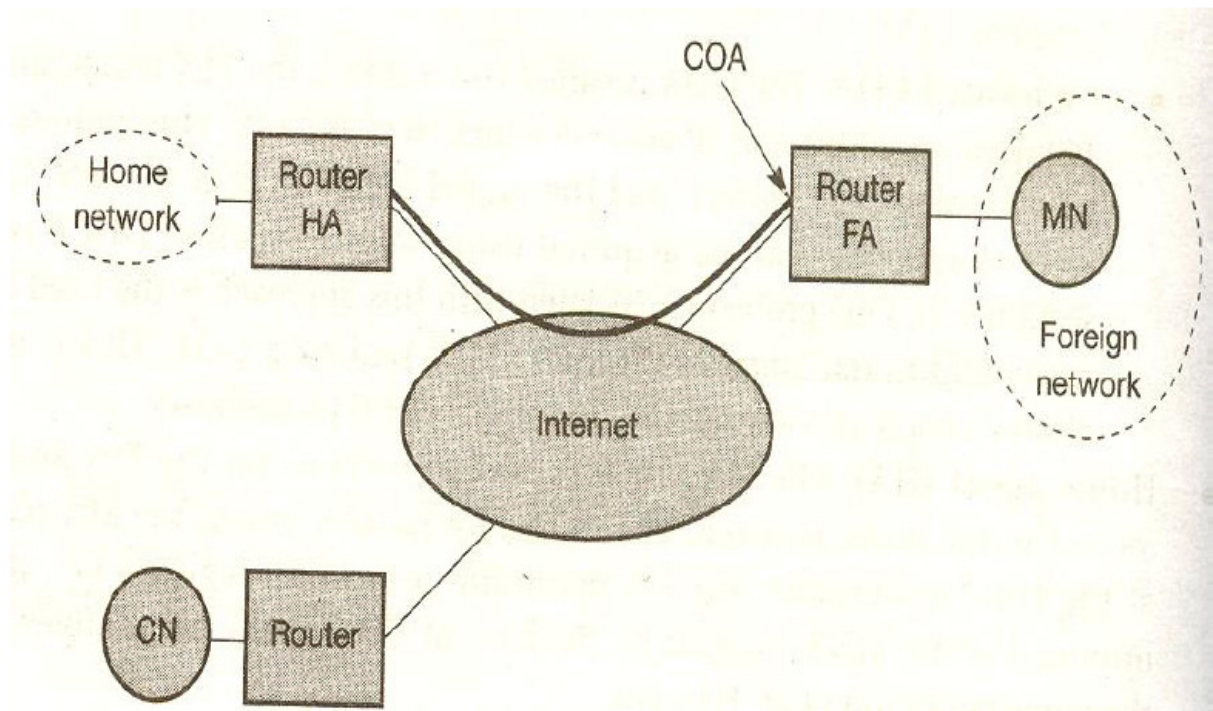 COA
Home
network
Router
HA
Router
FA
MN
Foreign
network
Internet
CN
Router